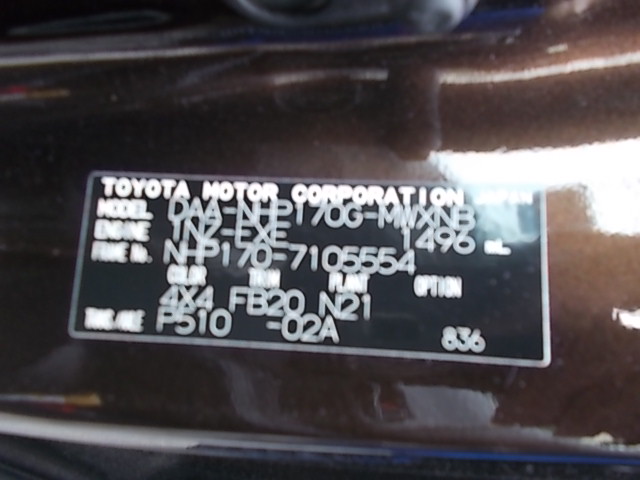 TOYOTA MOTOR CORPORATION JAPAN
MODEL DAA-NHP170G-MWXNB
ENGINE 1NZ-FXE 1496 mL
FRAME No. NHP170-7105554
COLOR TRIM PLANT OPTION
4X4 FB20 N21
TRANS./AXLE P510 -02A 836